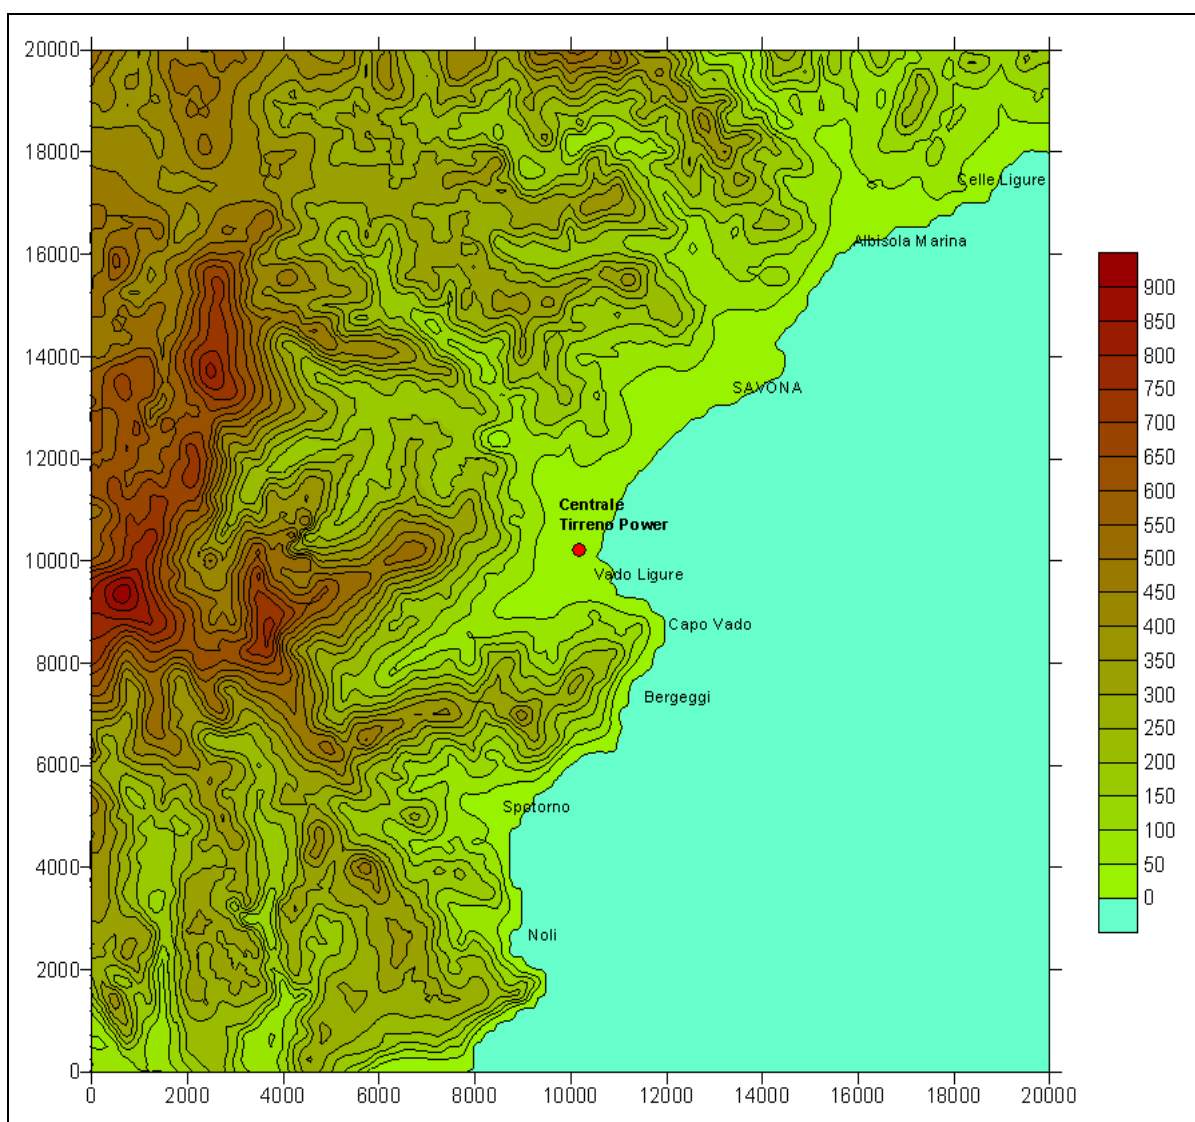 20000
18000
Celle Ligure
Albisola Marina
16000
14000
SAVONA
12000
Centrale
Tirreno Power
10000
Vado Ligure
Capo Vado
8000
Bergeggi
6000
Spotorno
4000
Noli
2000
0
0 2000 4000 6000 8000 10000 12000 14000 16000 18000 20000
900
850
800
750
700
650
600
550
500
450
400
350
300
250
200
150
100
50
0